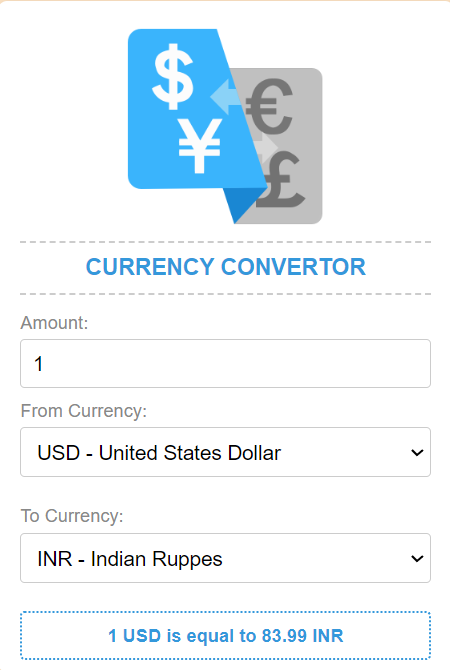 $
¥
€
£
CURRENCY CONVERTOR
Amount:
1
From Currency:
USD - United States Dollar
To Currency:
INR - Indian Ruppes
1 USD is equal to 83.99 INR